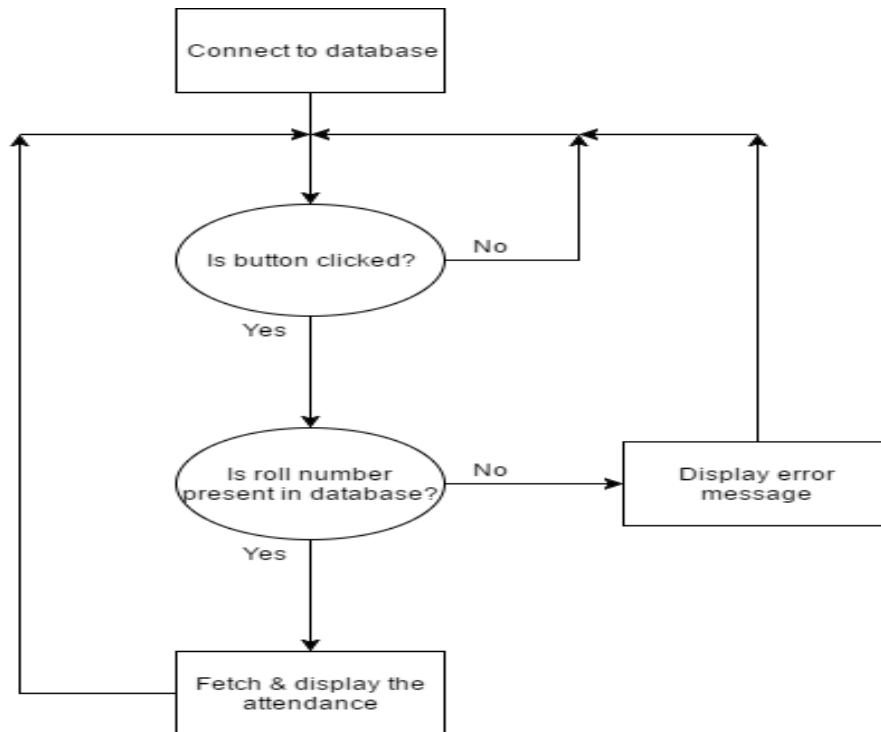 Connect to database
Is button clicked?
No
Yes
Is roll number
present in database?
No
Display error
message
Yes
Fetch & display the
attendance